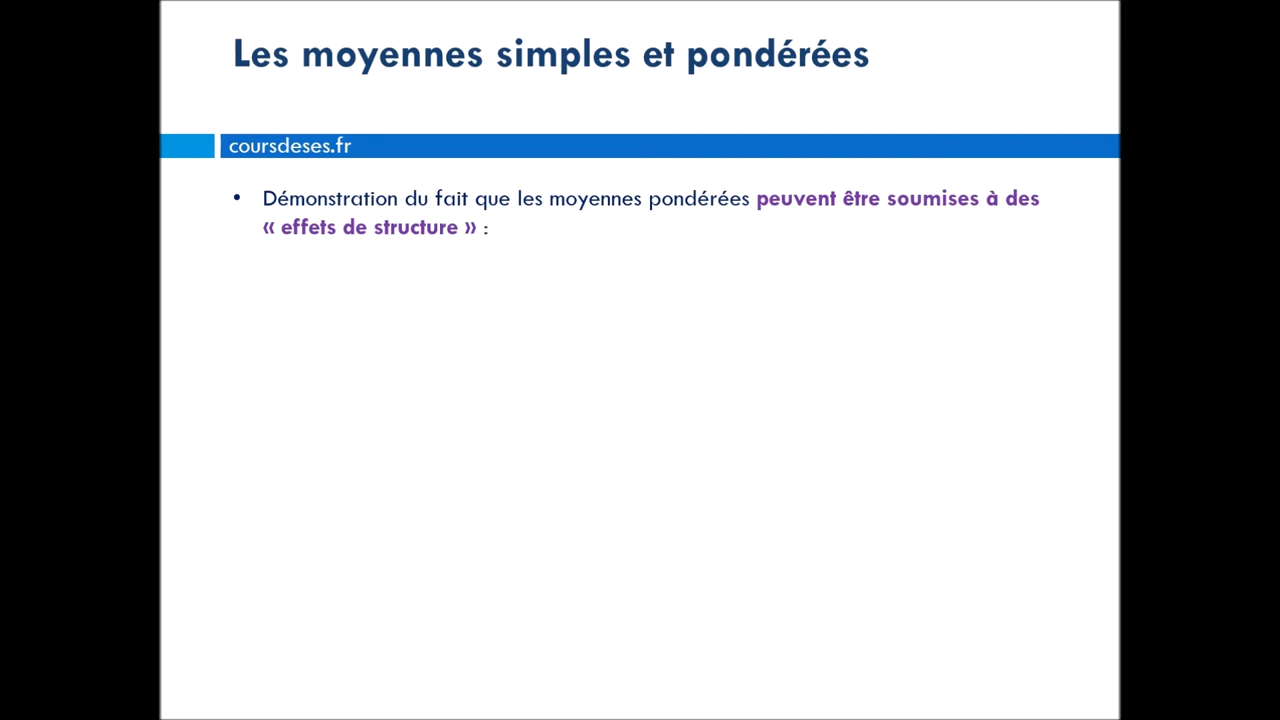 Les moyennes simples et pondérées
coursdeses.fr
• Démonstration du fait que les moyennes pondérées peuvent être soumises à des
« effets de structure » :